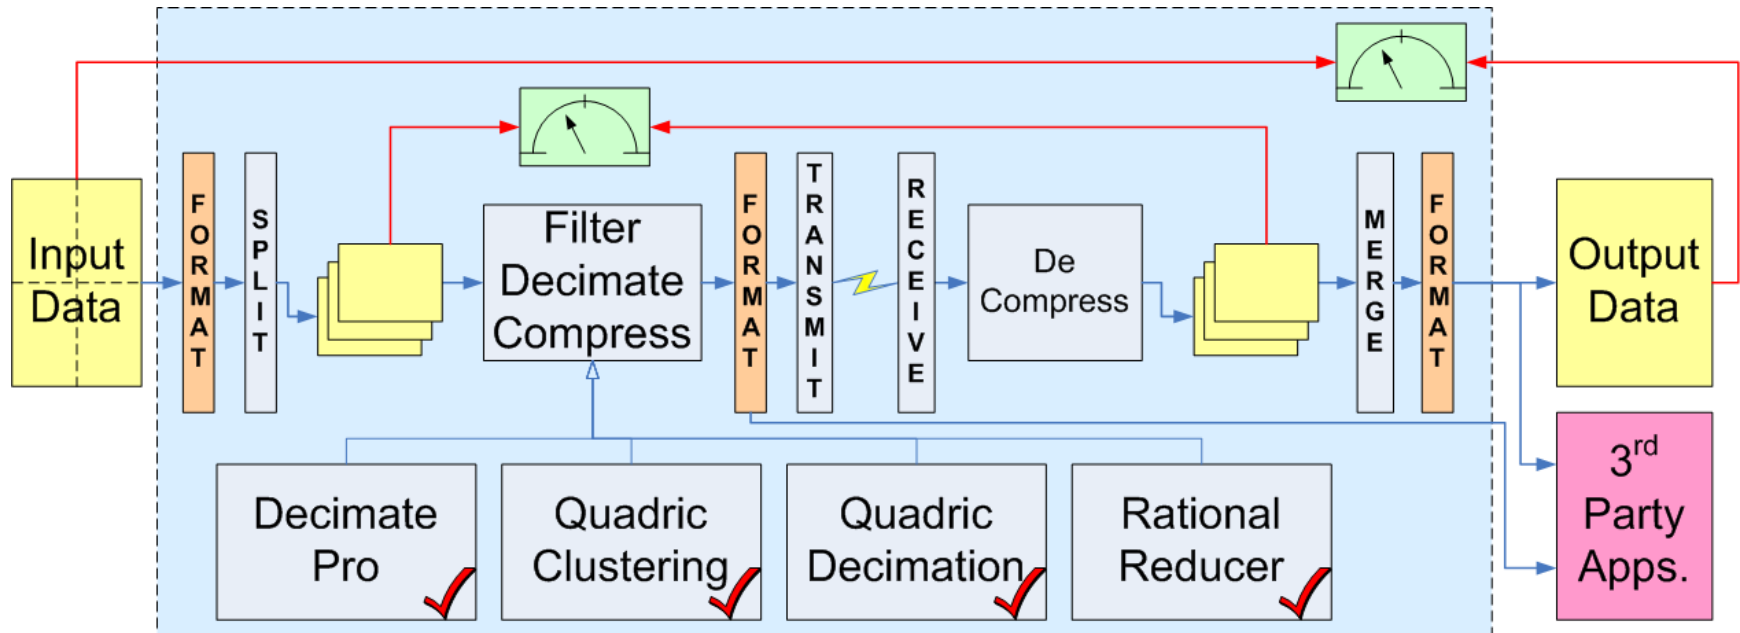 Input
Data
FORMAT
SPLIT
Filter
Decimate
Compress
FORMAT
TRANSMIT
RECEIVE
De
Compress
MERGE
FORMAT
Output
Data
3rd
Party
Apps.
Decimate
Pro
Quadric
Clustering
Quadric
Decimation
Rational
Reducer